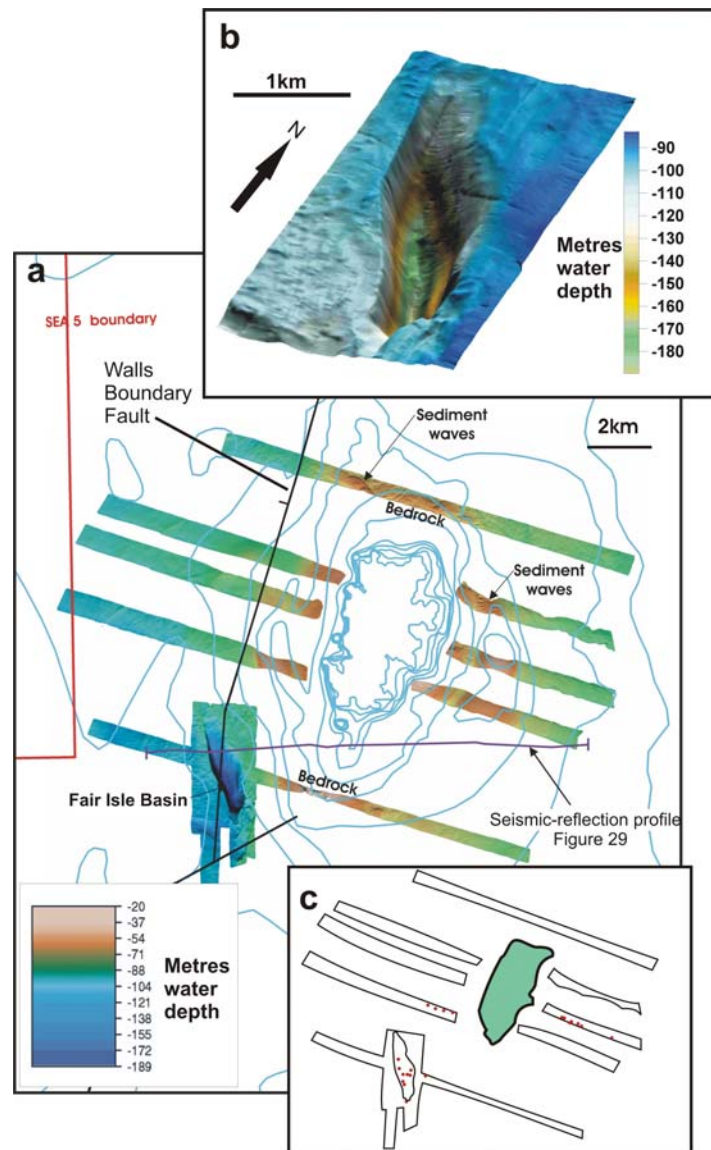 b
1km
N
-90
-100
-110
-120
-130
-140
-150
-160
-170
-180
Metres
water
depth
a
SEA 5 boundary
Walls
Boundary
Fault
Sediment
waves
2km
Bedrock
Sediment
waves
Fair Isle Basin
Bedrock
Seismic-reflection profile
Figure 29
-20
-37
-54
-71
-88
-104
-121
-138
-155
-172
-189
Metres
water
depth
c